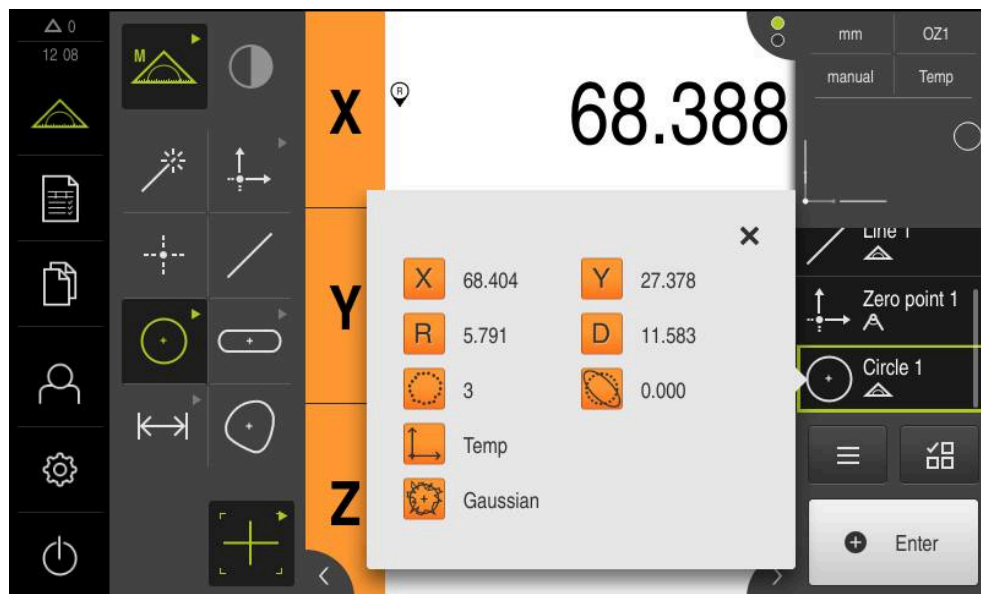 0
12 08
M
X
R
68.388
mm
OZ1
manual
Temp
Line 1
Zero point 1
Circle 1
Y
Z
X 68.404 Y 27.378
R 5.791 D 11.583
3 0.000
Temp
Gaussian
Enter